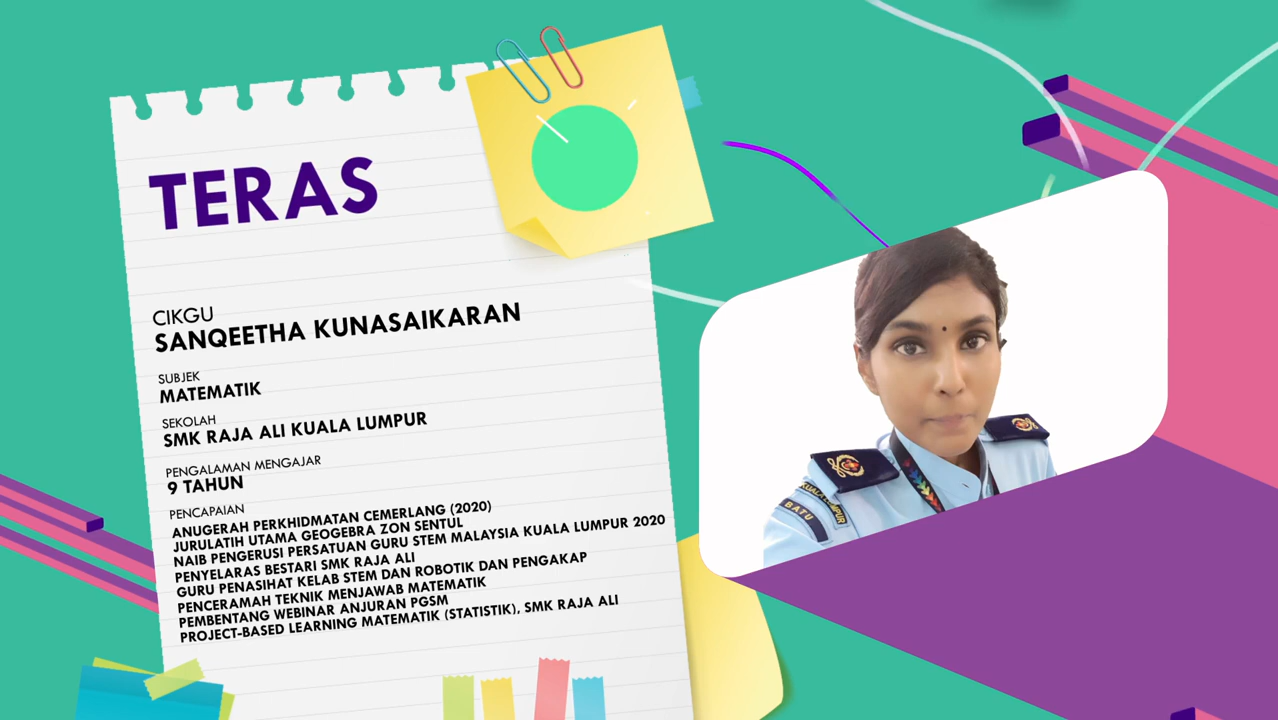 TERAS
CIKGU
SANQEETHA KUNASAIKARAN
SUBJEK
MATEMATIK
SEKOLAH
SMK RAJA ALI KUALA LUMPUR
PENGALAMAN MENGAJAR
9 TAHUN
PENCAPAIAN
ANUGERAH PERKHIDMATAN CEMERLANG (2020)
JURULATIH UTAMA GEOGEBRA ZON SENTUL
NAIB PENGERUSI PERSATUAN GURU STEM MALAYSIA KUALA LUMPUR 2020
PENYELARAS BESTARI SMK RAJA ALI
GURU PENASIHAT KELAB STEM DAN ROBOTIK DAN PENGAKAP
PENCERAMAH TEKNIK MENJAWAB MATEMATIK
PEMBENTANG WEBINAR ANJURAN PGSM
PROJECT-BASED LEARNING MATEMATIK (STATISTIK), SMK RAJA ALI
KUALA LUMPUR
BATU